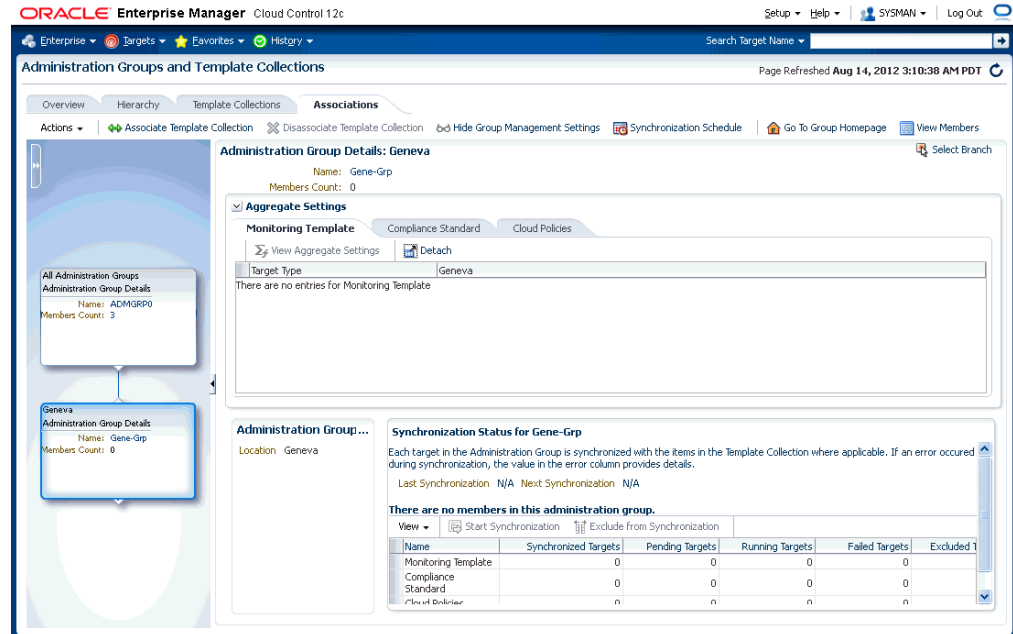 ORACLE Enterprise Manager Cloud Control 12c
Setup Help SYSMAN Log Out
Enterprise Targets Favorites History Search Target Name
Administration Groups and Template Collections
Page Refreshed Aug 14, 2012 3:10:38 AM PDT
Overview Hierarchy Template Collections Associations
Actions Associate Template Collection Disassociate Template Collection Hide Group Management Settings Synchronization Schedule Go To Group Homepage View Members
Administration Group Details: Geneva
Select Branch
Name: Gene-Grp
Members Count: 0
Aggregate Settings
Monitoring Template Compliance Standard Cloud Policies
View Aggregate Settings Detach
Target Type Geneva
There are no entries for Monitoring Template
All Administration Groups
Administration Group Details
Name: ADMGRP0
Members Count: 3
Geneva
Administration Group Details
Name: Gene-Grp
Members Count: 0
Administration Group...
Location Geneva
Synchronization Status for Gene-Grp
Each target in the Administration Group is synchronized with the items in the Template Collection where applicable. If an error occured
during synchronization, the value in the error column provides details.
Last Synchronization N/A Next Synchronization N/A
There are no members in this administration group.
View Start Synchronization Exclude from Synchronization
Name Synchronized Targets Pending Targets Running Targets Failed Targets Excluded T
Monitoring Template 0 0 0 0
Compliance
Standard 0 0 0 0
Cloud Policies 0 0 0 0